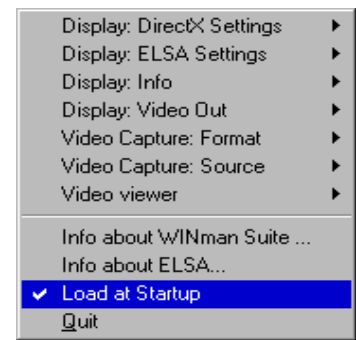 Display: DirectX Settings
Display: ELSA Settings
Display: Info
Display: Video Out
Video Capture: Format
Video Capture: Source
Video viewer
Info about WINman Suite ...
Info about ELSA...
Load at Startup
Quit